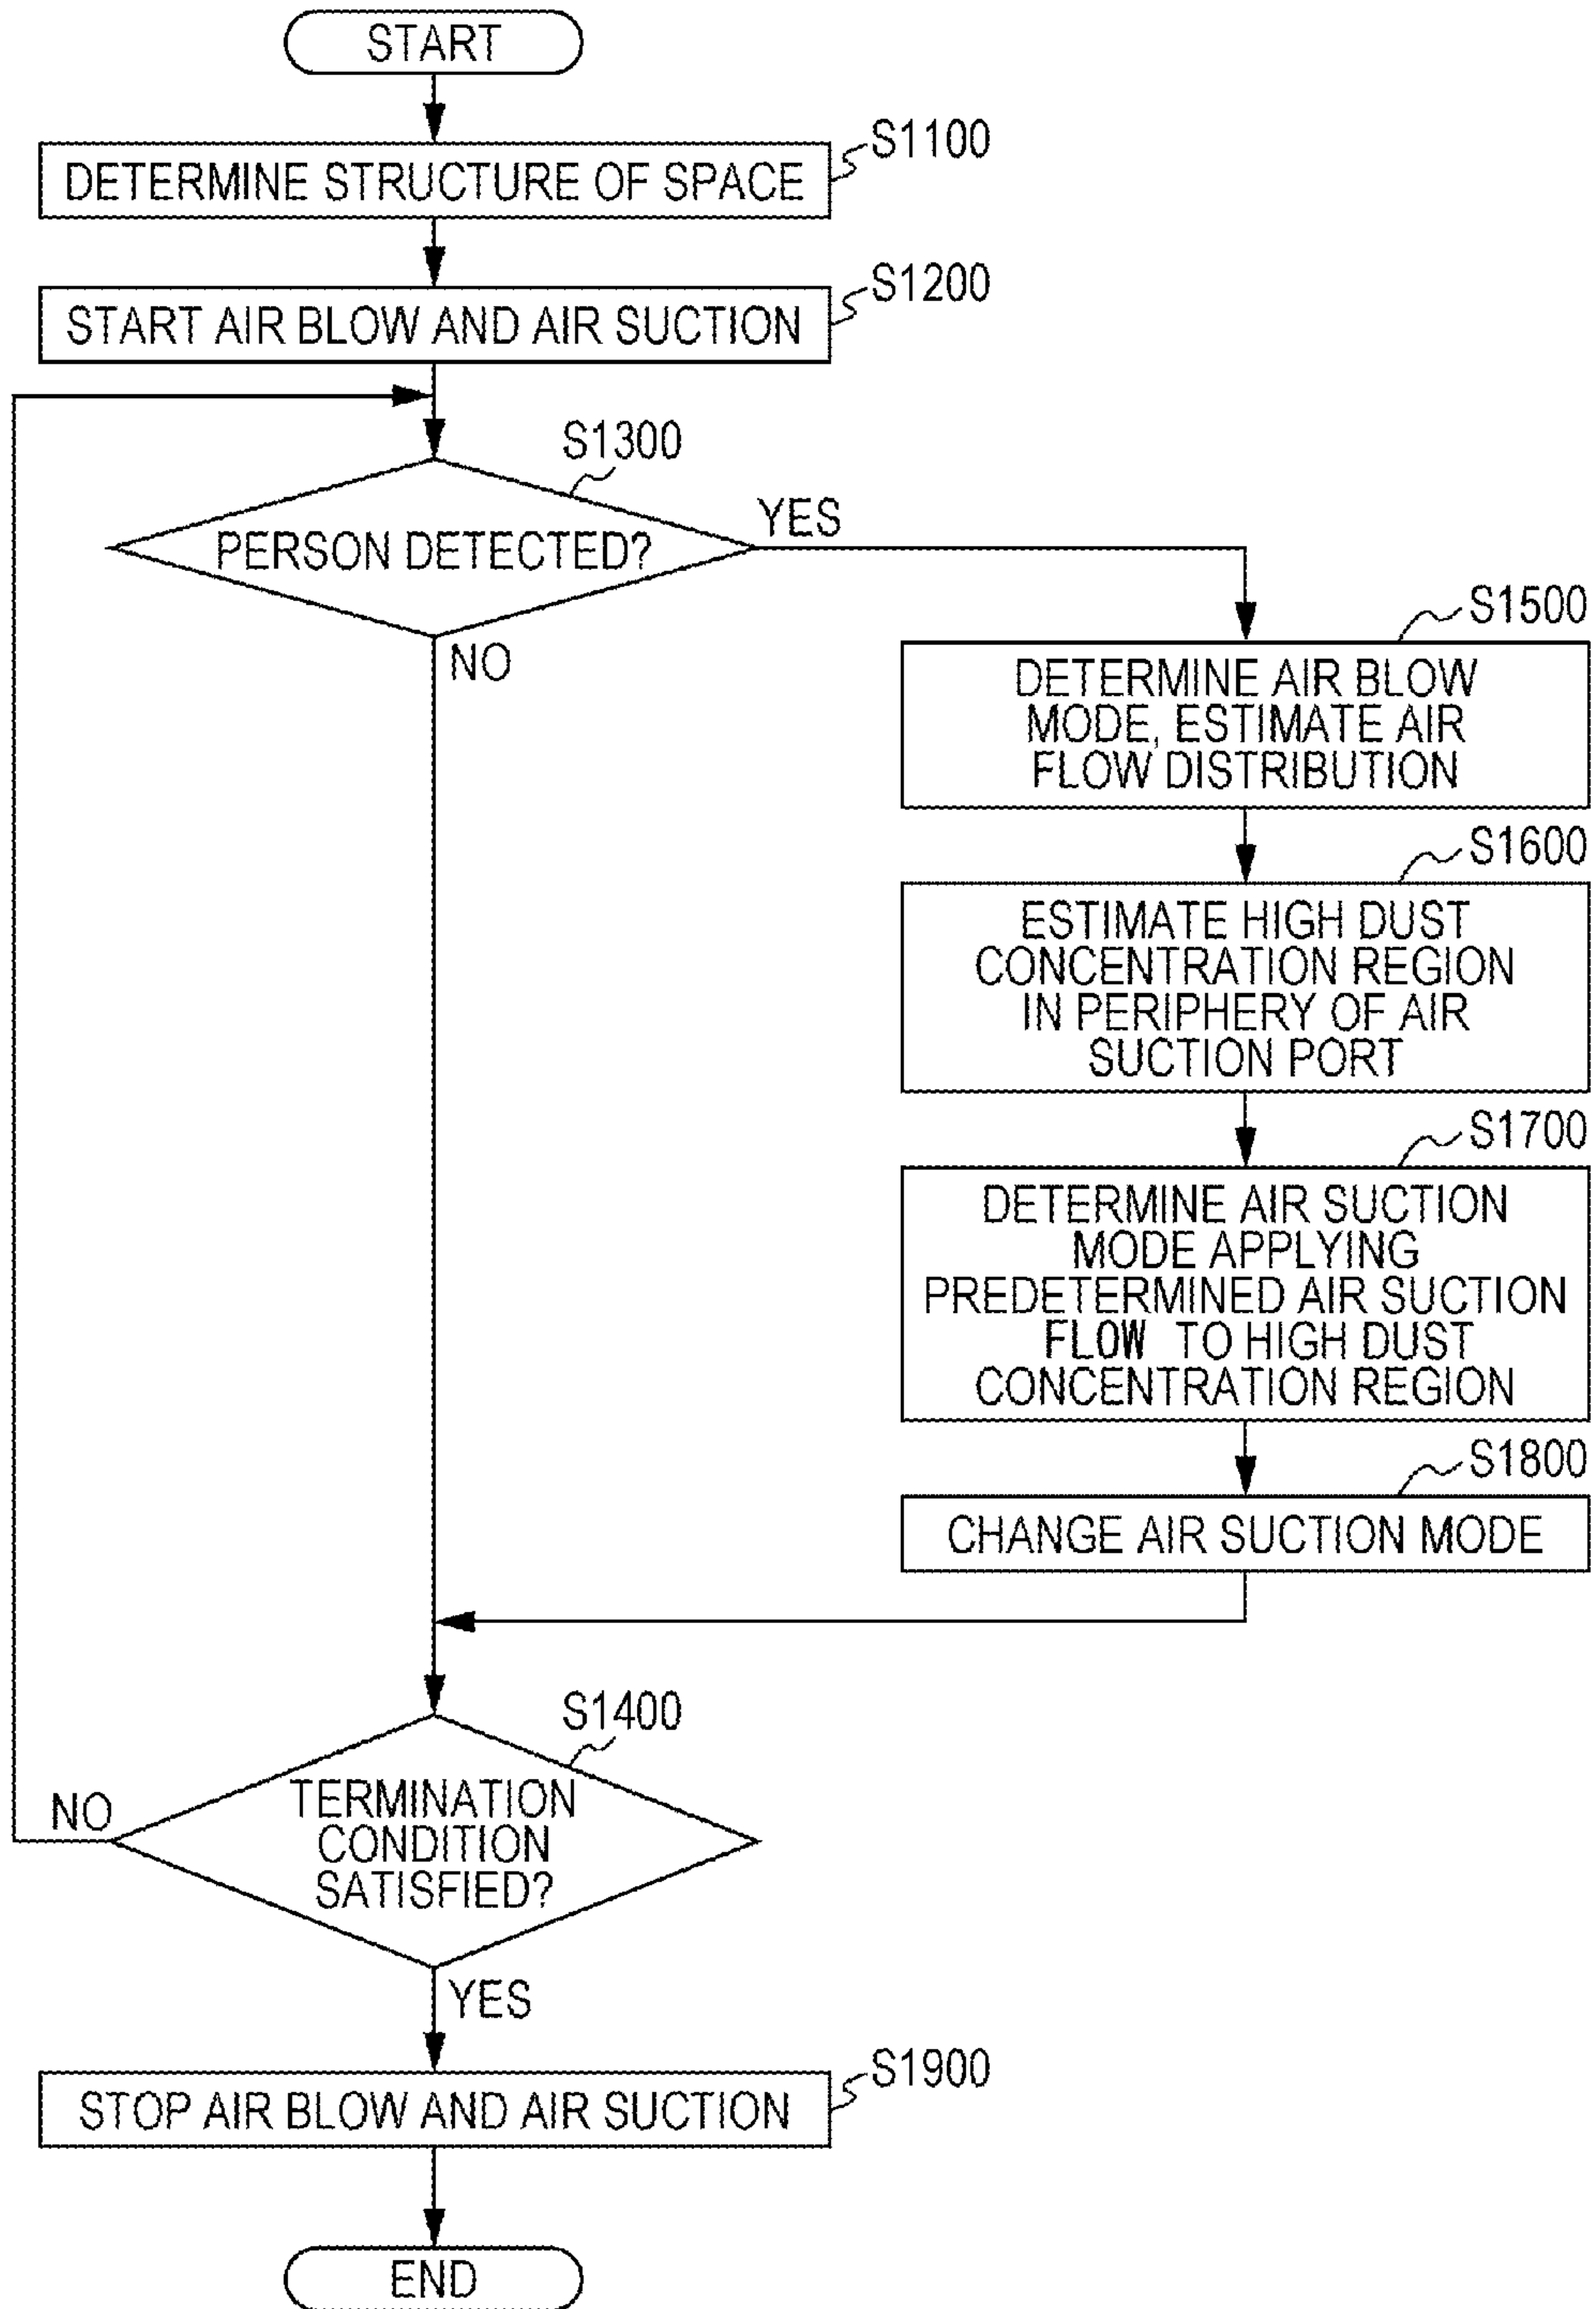 START
S1100
DETERMINE STRUCTURE OF SPACE
S1200
START AIR BLOW AND AIR SUCTION
S1300
PERSON DETECTED?
YES
NO
S1500
DETERMINE AIR BLOW
MODE, ESTIMATE AIR
FLOW DISTRIBUTION
S1600
ESTIMATE HIGH DUST
CONCENTRATION REGION
IN PERIPHERY OF AIR
SUCTION PORT
S1700
DETERMINE AIR SUCTION
MODE APPLYING
PREDETERMINED AIR SUCTION
FLOW TO HIGH DUST
CONCENTRATION REGION
S1800
CHANGE AIR SUCTION MODE
S1400
TERMINATION
CONDITION
SATISFIED?
NO
YES
S1900
STOP AIR BLOW AND AIR SUCTION
END